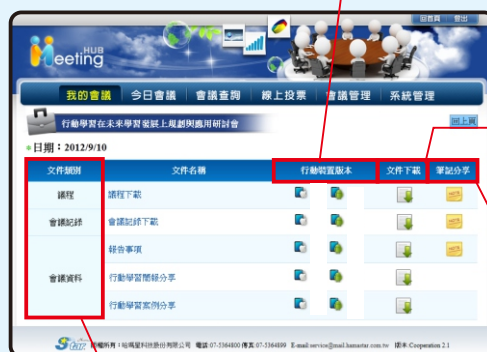 回首頁 登出
HUB
Meeting
我的會議 今日會議 會議查詢 線上投票 會議管理 系統管理
行動學習在未來學習發展上規劃與應用研討會
回上頁
日期：2012/9/10
文件類別 文件名稱 行動裝置版本 文件下載 筆記分享
議程 議程下載
會議記錄 會議記錄下載
會議資料
報告事項
行動學習簡報分享
行動學習案例分享
Star 版權所有：哈瑪星科技股份有限公司 電話:07-5364800 傳真:07-5364899 E-mail:service@mail.hamastar.com.tw 版本:Cooperation 2.1